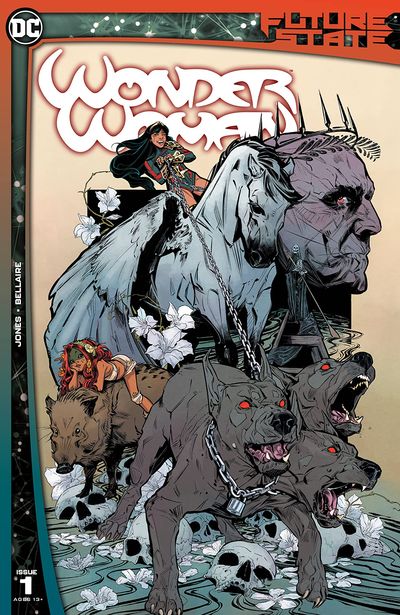 DC
FUTURE
STATE
WONDER
WOMAN
JONES • BELLAIRE
ISSUE
1
AGES 13+